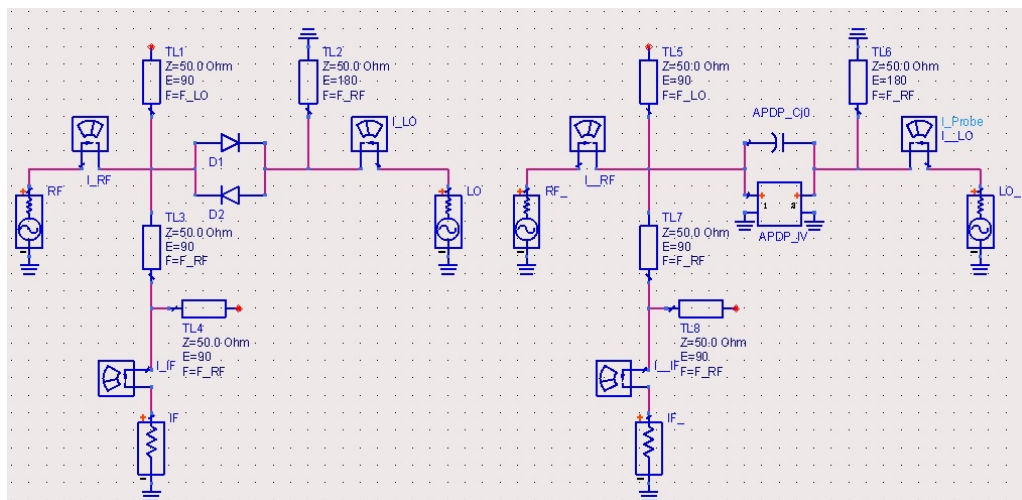 TL1
Z=50.0 Ohm
E=90
F=F_LO
TL2
Z=50.0 Ohm
E=180
F=F_RF
I_RF
I_LO
D1
D2
RF
LO
TL3
Z=50.0 Ohm
E=90
F=F_RF
TL4
Z=50.0 Ohm
E=90
F=F_RF
I_IF
IF
TL5
Z=50.0 Ohm
E=90
F=F_LO
TL6
Z=50.0 Ohm
E=180
F=F_RF
APDP_Cj0
I_Probe
I__LO
I__RF
RF_
LO_
1
2
APDP_IV
TL7
Z=50.0 Ohm
E=90
F=F_RF
TL8
Z=50.0 Ohm
E=90
F=F_RF
I__IF
IF_